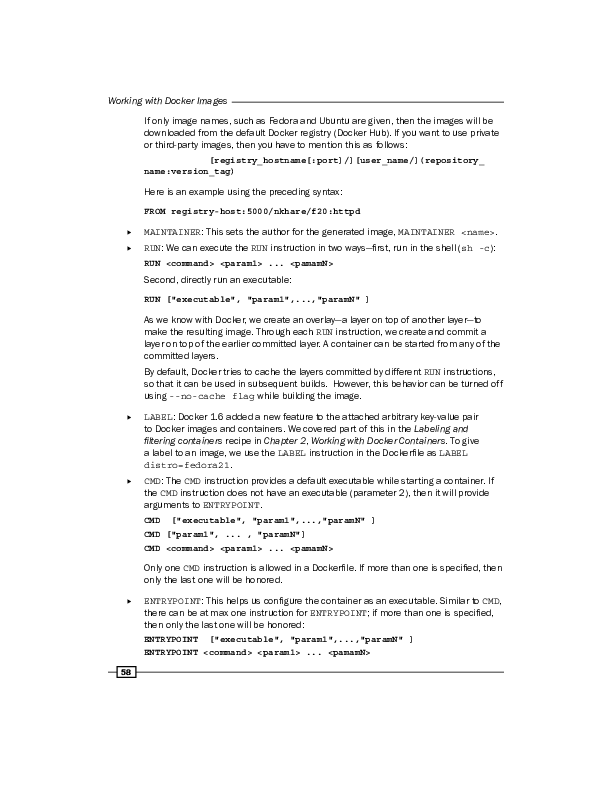 Working with Docker Images
If only image names, such as Fedora and Ubuntu are given, then the images will be
downloaded from the default Docker registry (Docker Hub). If you want to use private
or third-party images, then you have to mention this as follows:
[registry_hostname[:port]/][user_name/](repository_
name:version_tag)
Here is an example using the preceding syntax:
FROM registry-host:5000/nkhare/f20:httpd
▸ MAINTAINER: This sets the author for the generated image, MAINTAINER <name>.
▸ RUN: We can execute the RUN instruction in two ways—first, run in the shell (sh -c):
RUN <command> <param1> ... <pamamN>
Second, directly run an executable:
RUN ["executable", "param1",...,"paramN" ]
As we know with Docker, we create an overlay—a layer on top of another layer—to
make the resulting image. Through each RUN instruction, we create and commit a
layer on top of the earlier committed layer. A container can be started from any of the
committed layers.
By default, Docker tries to cache the layers committed by different RUN instructions,
so that it can be used in subsequent builds. However, this behavior can be turned off
using --no-cache flag while building the image.
▸ LABEL: Docker 1.6 added a new feature to the attached arbitrary key-value pair
to Docker images and containers. We covered part of this in the Labeling and
filtering containers recipe in Chapter 2, Working with Docker Containers. To give
a label to an image, we use the LABEL instruction in the Dockerfile as LABEL
distro=fedora21.
▸ CMD: The CMD instruction provides a default executable while starting a container. If
the CMD instruction does not have an executable (parameter 2), then it will provide
arguments to ENTRYPOINT.
CMD ["executable", "param1",...,"paramN" ]
CMD ["param1", ... , "paramN"]
CMD <command> <param1> ... <pamamN>
Only one CMD instruction is allowed in a Dockerfile. If more than one is specified, then
only the last one will be honored.
▸ ENTRYPOINT: This helps us configure the container as an executable. Similar to CMD,
there can be at max one instruction for ENTRYPOINT; if more than one is specified,
then only the last one will be honored:
ENTRYPOINT ["executable", "param1",...,"paramN" ]
ENTRYPOINT <command> <param1> ... <pamamN>
58